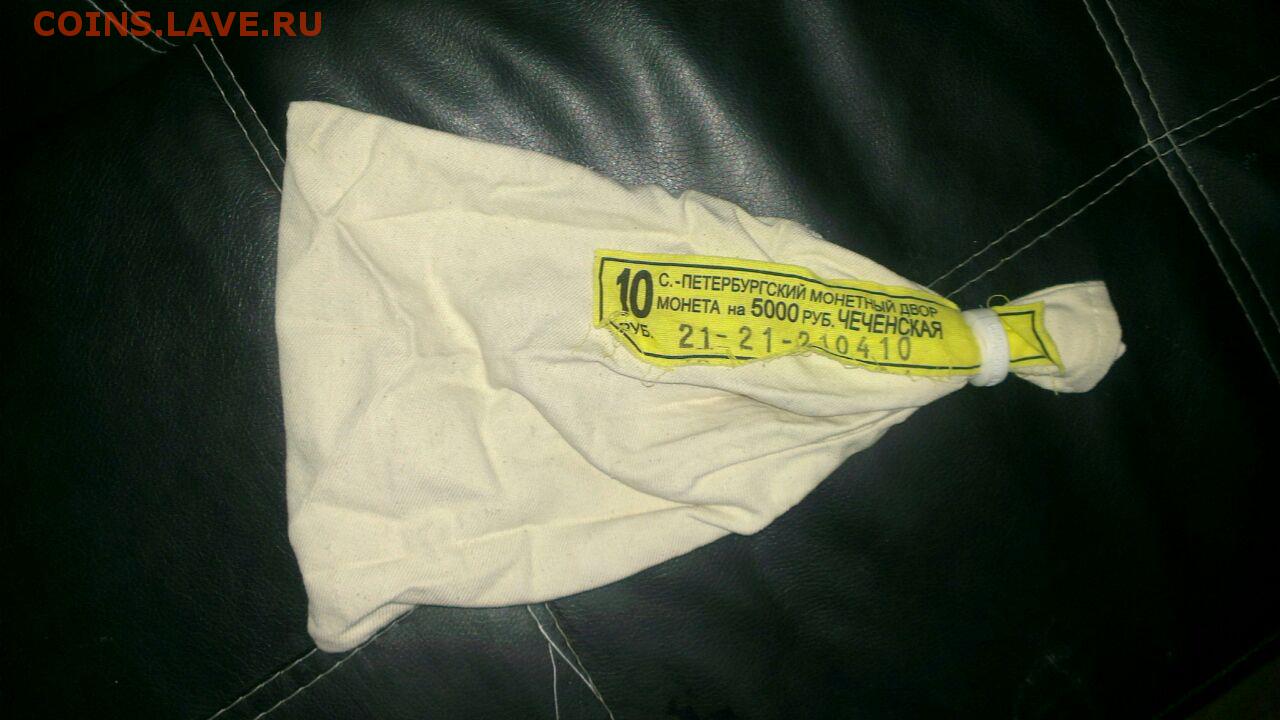 COINS.LAVE.RU
10 РУБ.
С.-ПЕТЕРБУРГСКИЙ МОНЕТНЫЙ ДВОР
МОНЕТА на 5000 РУБ. ЧЕЧЕНСКАЯ
21-21-210410